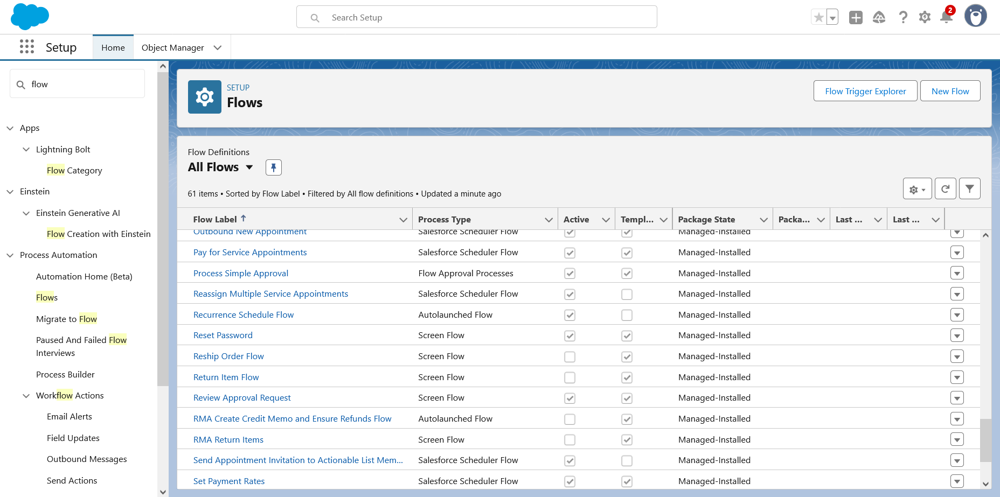 Search Setup
2
Setup
Home
Object Manager
flow
Apps
Lightning Bolt
Flow Category
Einstein
Einstein Generative AI
Flow Creation with Einstein
Process Automation
Automation Home (Beta)
Flows
Migrate to Flow
Paused And Failed Flow
Interviews
Process Builder
Workflow Actions
Email Alerts
Field Updates
Outbound Messages
Send Actions
SETUP
Flows
Flow Trigger Explorer
New Flow
Flow Definitions
All Flows
61 items • Sorted by Flow Label • Filtered by All flow definitions • Updated a minute ago
Flow Label Process Type Active Templ... Package State Packa... Last ... Last ...
Outbound New Appointment Salesforce Scheduler Flow Managed-Installed
Pay for Service Appointments Salesforce Scheduler Flow Managed-Installed
Process Simple Approval Flow Approval Processes Managed-Installed
Reassign Multiple Service Appointments Salesforce Scheduler Flow Managed-Installed
Recurrence Schedule Flow Autolaunched Flow Managed-Installed
Reset Password Screen Flow Managed-Installed
Reship Order Flow Screen Flow Managed-Installed
Return Item Flow Screen Flow Managed-Installed
Review Approval Request Screen Flow Managed-Installed
RMA Create Credit Memo and Ensure Refunds Flow Autolaunched Flow Managed-Installed
RMA Return Items Screen Flow Managed-Installed
Send Appointment Invitation to Actionable List Mem... Salesforce Scheduler Flow Managed-Installed
Set Payment Rates Salesforce Scheduler Flow Managed-Installed